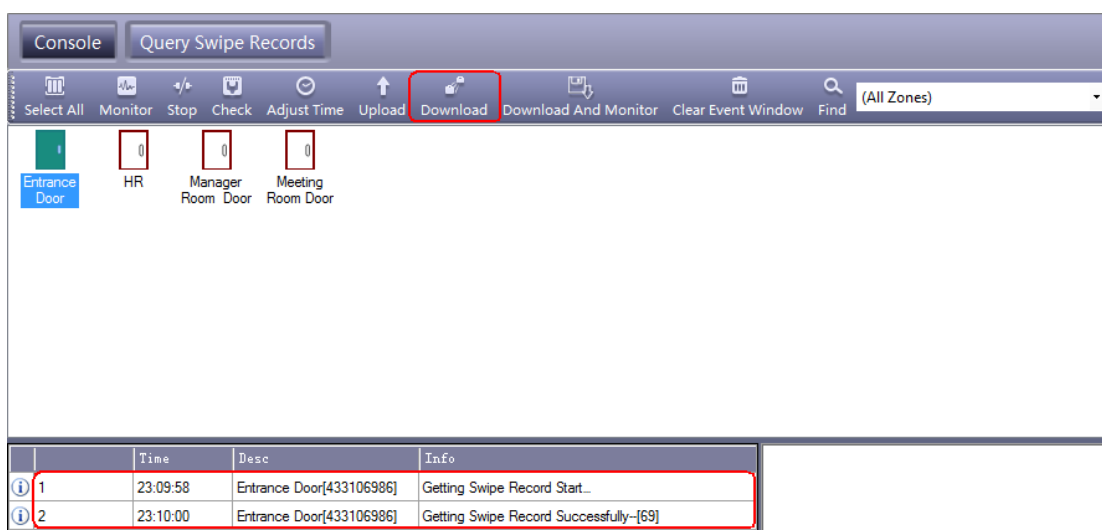 Console Query Swipe Records
Select All Monitor Stop Check Adjust Time Upload Download Download And Monitor Clear Event Window Find (All Zones)
Entrance Door
HR
Manager Room Door
Meeting Room Door
Time Desc Info
1 23:09:58 Entrance Door[433106986] Getting Swipe Record Start...
2 23:10:00 Entrance Door[433106986] Getting Swipe Record Successfully--[69]